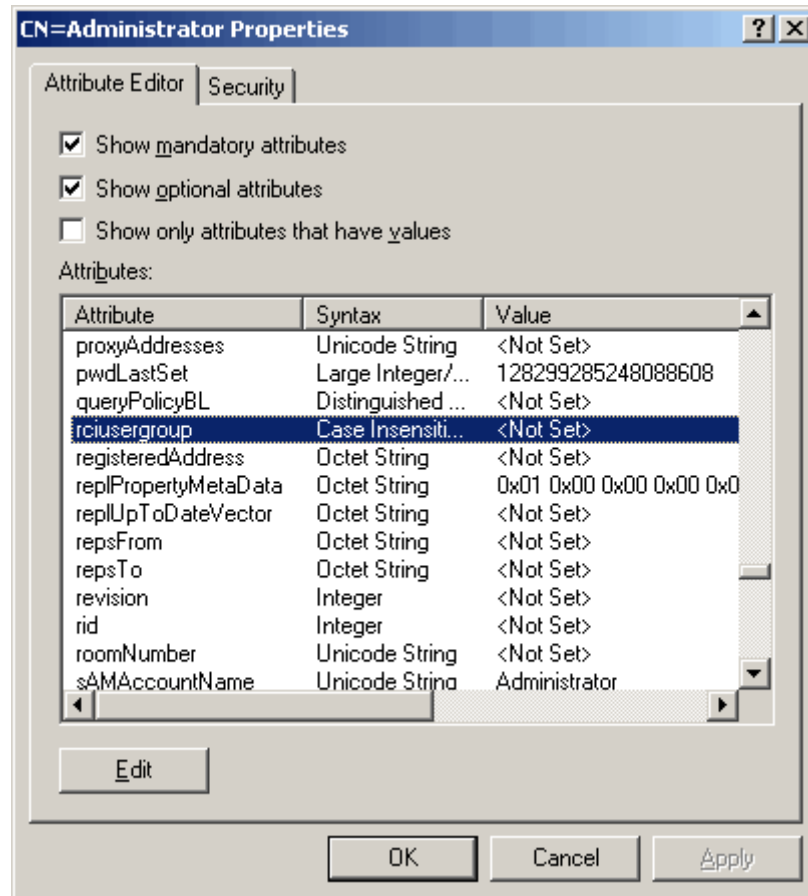 CN=Administrator Properties
Attribute Editor Security
Show mandatory attributes
Show optional attributes
Show only attributes that have values
Attributes:
Attribute Syntax Value
proxyAddresses Unicode String <Not Set>
pwdLastSet Large Integer/... 128299285248088608
queryPolicyBL Distinguished ... <Not Set>
rciusergroup Case Insensiti... <Not Set>
registeredAddress Octet String <Not Set>
replPropertyMetaData Octet String 0x01 0x00 0x00 0x00 0x0
replUpToDateVector Octet String <Not Set>
repsFrom Octet String <Not Set>
repsTo Octet String <Not Set>
revision Integer <Not Set>
rid Integer <Not Set>
roomNumber Unicode String <Not Set>
sAMAccountName Unicode String Administrator
Edit
OK Cancel Apply